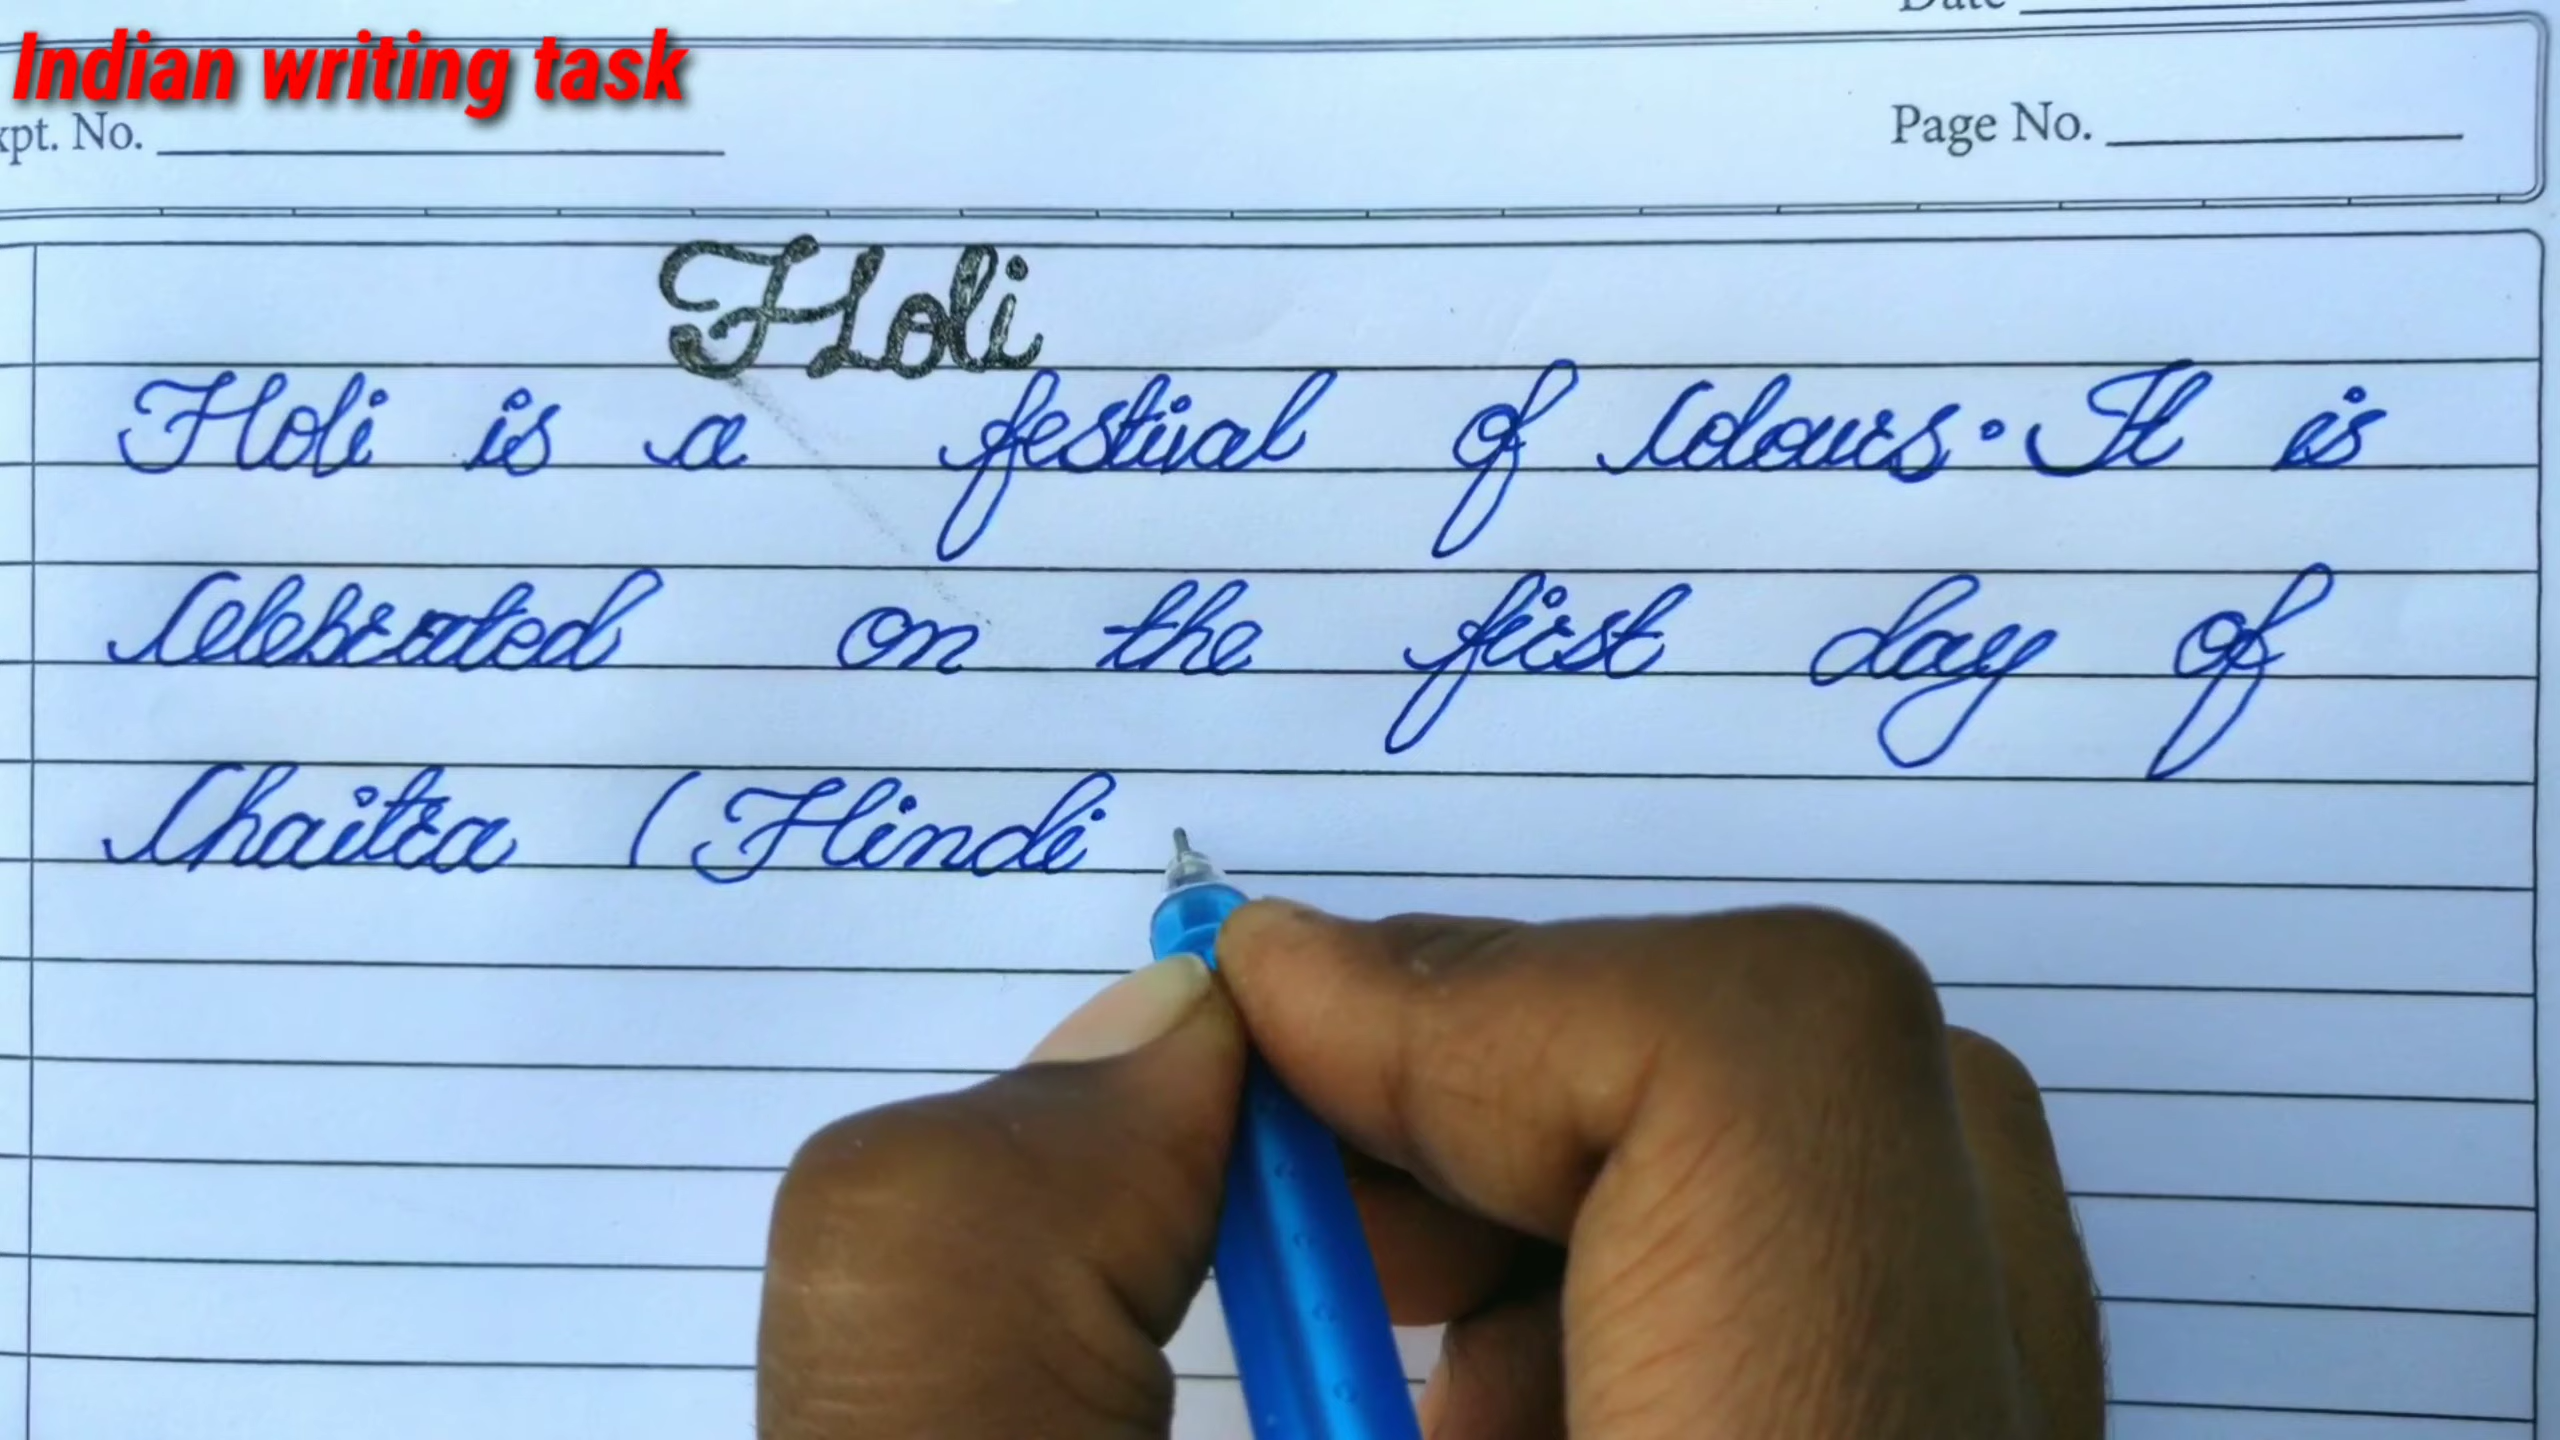 Date
Indian writing task
xpt. No.
Page No.
Holi
Holi is a festival of Colours. It is
Celebrated on the first day of
Chaitra (Hindi